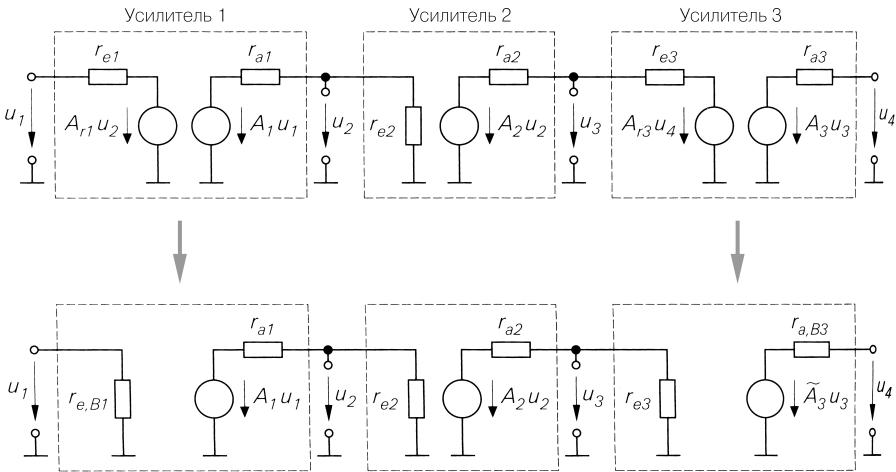 Усилитель 1 Усилитель 2 Усилитель 3
r_e1 r_a1 r_a2 r_e3 r_a3
u_1 A_r1 u_2 A_1 u_1 u_2 r_e2 A_2 u_2 u_3 A_r3 u_4 A_3 u_3 u_4
r_a1 r_a2 r_a,B3
u_1 r_e,B1 A_1 u_1 u_2 r_e2 A_2 u_2 u_3 r_e3 Ã_3 u_3 u_4